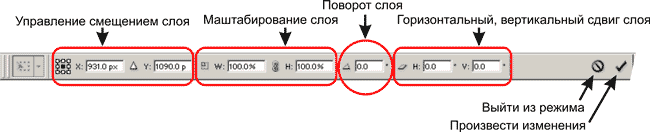 Поворот слоя
Управление смещением слоя
Маштабирование слоя
Горизонтальный, вертикальный сдвиг слоя
X: 931.0 px Y: 1090.0 p W: 100.0% H: 100.0% 0.0 ° H: 0.0 ° V: 0.0 °
Выйти из режима
Произвести изменения